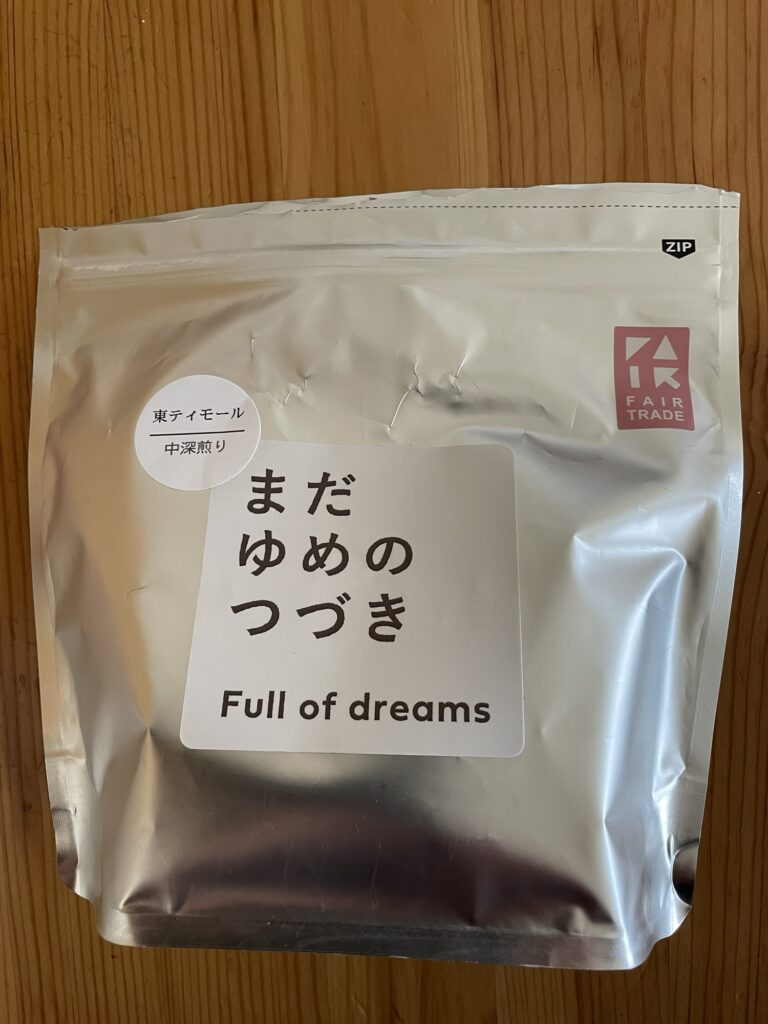 ZIP
FAIR
FAIR
TRADE
東ティモール
中深煎り
まだ
ゆめの
つづき
Full of dreams